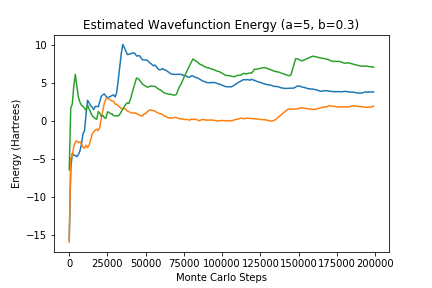 Estimated Wavefunction Energy (a=5, b=0.3)
Energy (Hartrees)
10
5
0
−5
−10
−15
0 25000 50000 75000 100000 125000 150000 175000 200000
Monte Carlo Steps